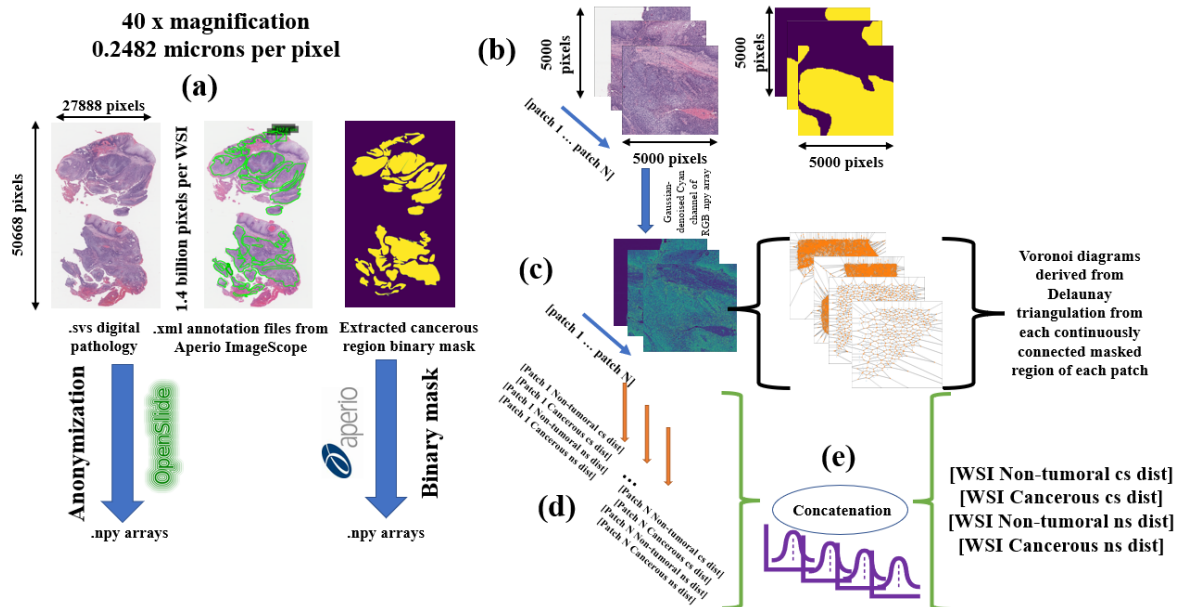 40 x magnification
0.2482 microns per pixel
(a)
27888 pixels
50668 pixels
1.4 billion pixels per WSI
.svs digital
pathology
.xml annotation files from
Aperio ImageScope
Extracted cancerous
region binary mask
Anonymization
OpenSlide
aperio
e
Binary mask
.npy arrays
.npy arrays
(b)
5000
pixels
5000
pixels
[patch 1 ... patch N]
5000 pixels
5000 pixels
Gaussian-
denoised Cyan
channel of
RGB .npy array
(c)
[patch 1 ... patch N]
Voronoi diagrams
derived from
Delaunay
triangulation from
each continuously
connected masked
region of each patch
[Patch 1 Non-tumoral cs dist]
[Patch 1 Cancerous cs dist]
[Patch 1 Non-tumoral ns dist]
[Patch 1 Cancerous ns dist]
...
(d)
[Patch N Non-tumoral cs dist]
[Patch N Cancerous cs dist]
[Patch N Non-tumoral ns dist]
[Patch N Cancerous ns dist]
(e)
Concatenation
[WSI Non-tumoral cs dist]
[WSI Cancerous cs dist]
[WSI Non-tumoral ns dist]
[WSI Cancerous ns dist]